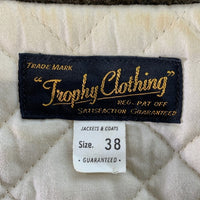 TRADE MARK
"Trophy Clothing"
REG. PAT OFF
SATISFACTION GUARANTEED
JACKETS & COATS
Size. 38
· GUARANTEED ·